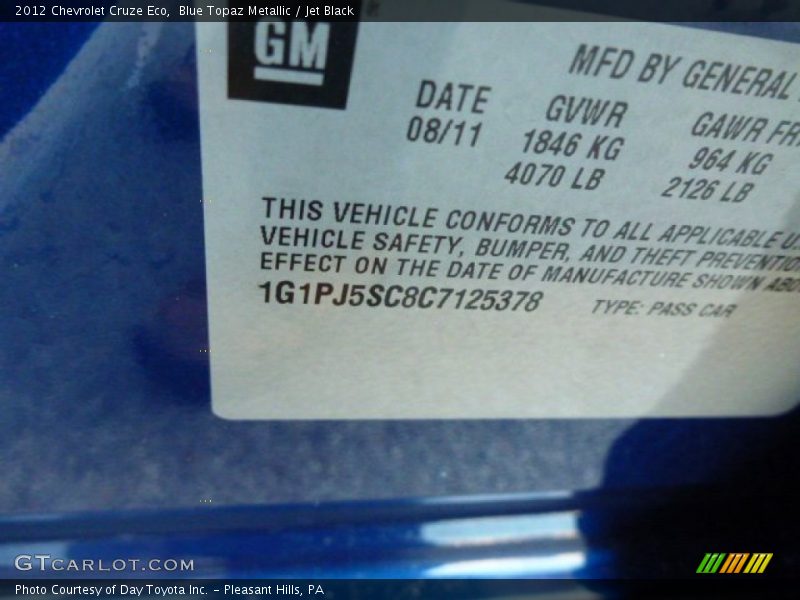 2012 Chevrolet Cruze Eco, Blue Topaz Metallic / Jet Black
GM
MFD BY GENERAL
DATE GVWR GAWR FR
08/11 1846 KG 964 KG
4070 LB 2126 LB
THIS VEHICLE CONFORMS TO ALL APPLICABLE U.
VEHICLE SAFETY, BUMPER, AND THEFT PREVENTION
EFFECT ON THE DATE OF MANUFACTURE SHOWN ABO
1G1PJ5SC8C7125378 TYPE: PASS CAR
GTCARLOT.COM
Photo Courtesy of Day Toyota Inc. - Pleasant Hills, PA